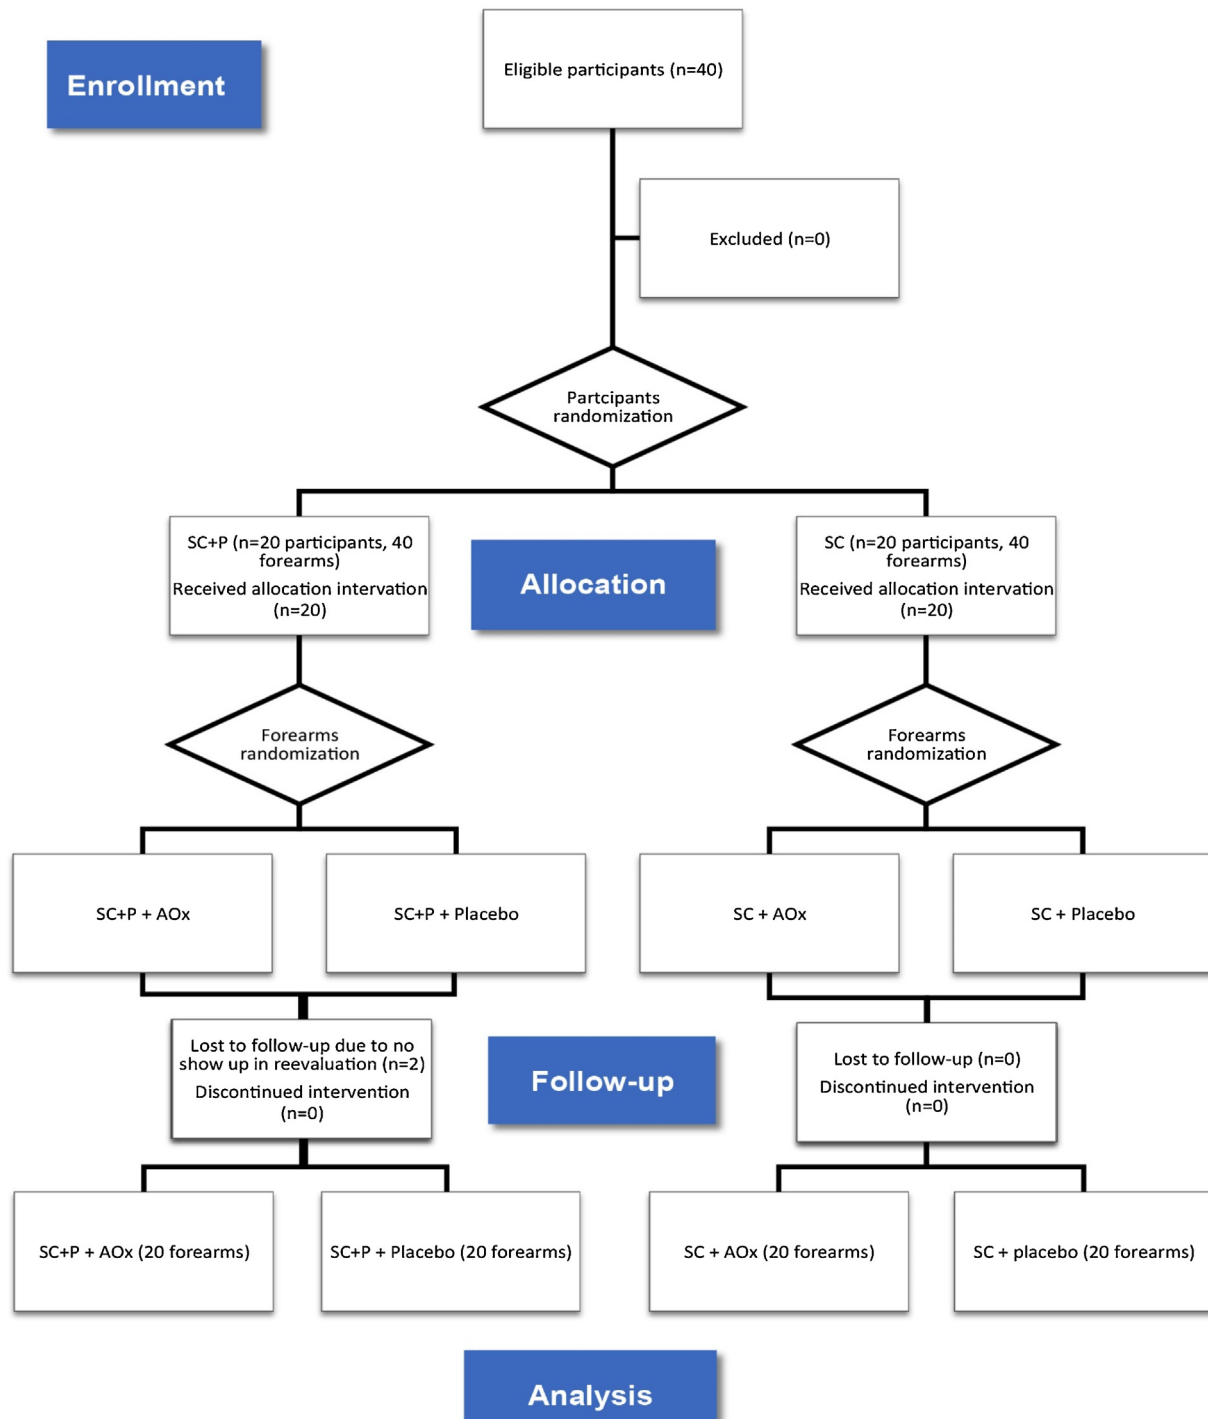 Enrollment
Eligible participants (n=40)
Excluded (n=0)
Partcipants
randomization
SC+P (n=20 participants, 40
forearms)
Received allocation intervation
(n=20)
Allocation
SC (n=20 participants, 40
forearms)
Received allocation intervation
(n=20)
Forearms
randomization
Forearms
randomization
SC+P + AOx
SC+P + Placebo
SC + AOx
SC + Placebo
Lost to follow-up due to no
show up in reevaluation (n=2)
Discontinued intervention
(n=0)
Follow-up
Lost to follow-up (n=0)
Discontinued intervention
(n=0)
SC+P + AOx (20 forearms)
SC+P + Placebo (20 forearms)
SC + AOx (20 forearms)
SC + placebo (20 forearms)
Analysis